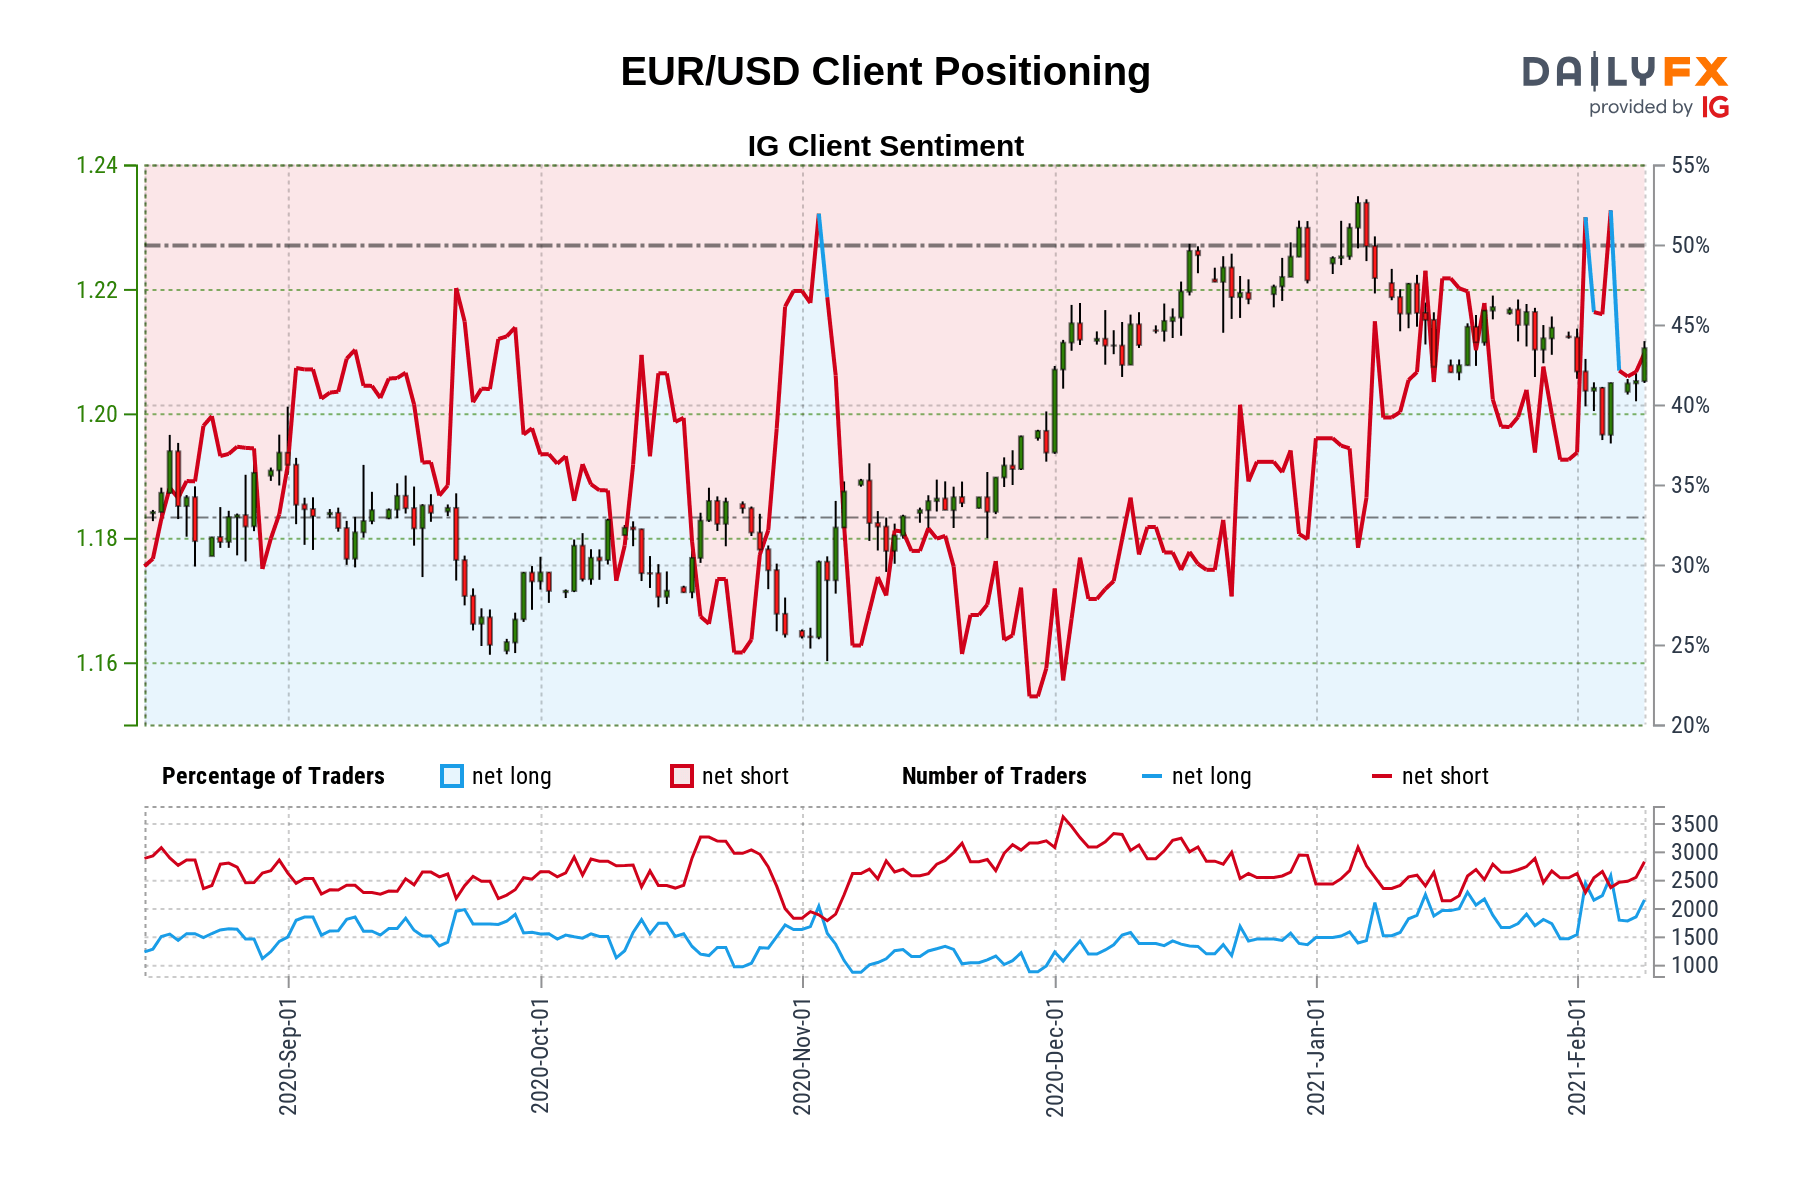 EUR/USD Client Positioning
DAILYFX
provided by IG
IG Client Sentiment
1.24
1.22
1.20
1.18
1.16
55%
50%
45%
40%
35%
30%
25%
20%
Percentage of Traders net long net short Number of Traders net long net short
3500
3000
2500
2000
1500
1000
2020-Sep-01
2020-Oct-01
2020-Nov-01
2020-Dec-01
2021-Jan-01
2021-Feb-01